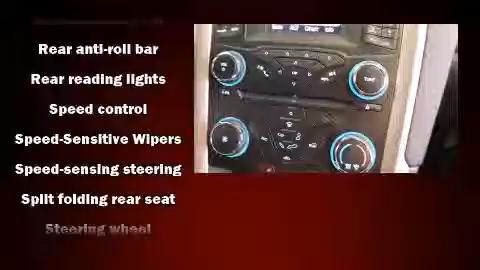 Rear anti-roll bar
Rear reading lights
Speed control
Speed-Sensitive Wipers
Speed-sensing steering
Split folding rear seat
Steering wheel